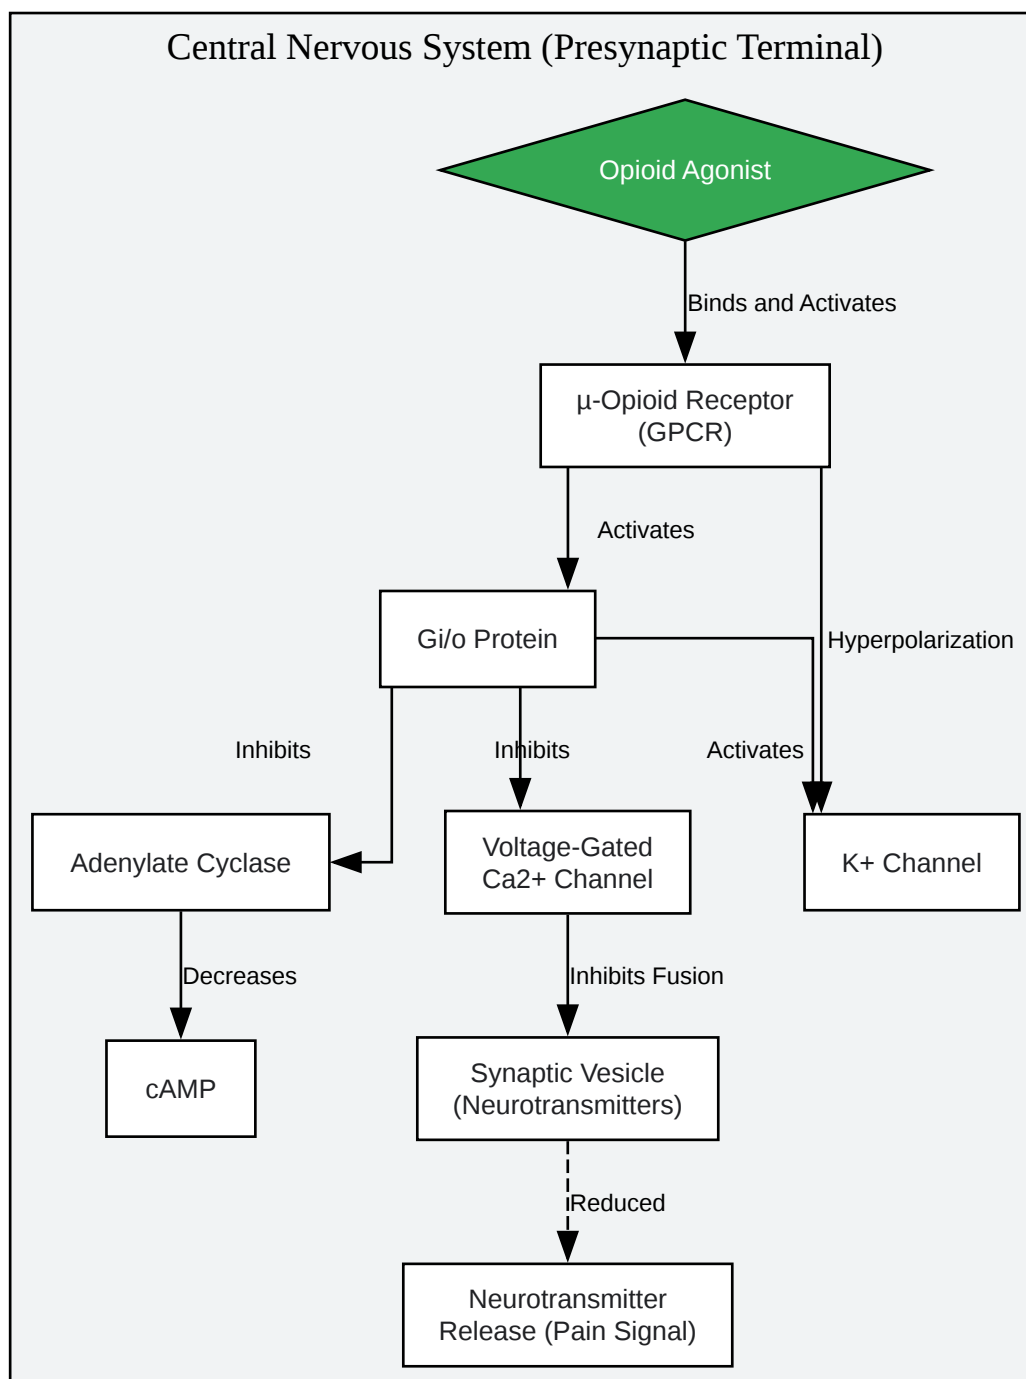 Central Nervous System (Presynaptic Terminal)
Opioid Agonist
Binds and Activates
µ-Opioid Receptor
(GPCR)
Activates
Gi/o Protein
Hyperpolarization
Inhibits
Inhibits
Activates
Adenylate Cyclase
Voltage-Gated
Ca2+ Channel
K+ Channel
Decreases
Inhibits Fusion
cAMP
Synaptic Vesicle
(Neurotransmitters)
Reduced
Neurotransmitter
Release (Pain Signal)